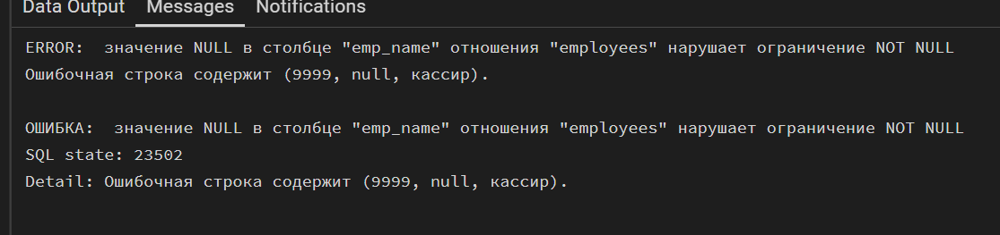 Data Output Messages Notifications
ERROR:  значение NULL в столбце "emp_name" отношения "employees" нарушает ограничение NOT NULL
Ошибочная строка содержит (9999, null, кассир).
ОШИБКА:  значение NULL в столбце "emp_name" отношения "employees" нарушает ограничение NOT NULL
SQL state: 23502
Detail: Ошибочная строка содержит (9999, null, кассир).